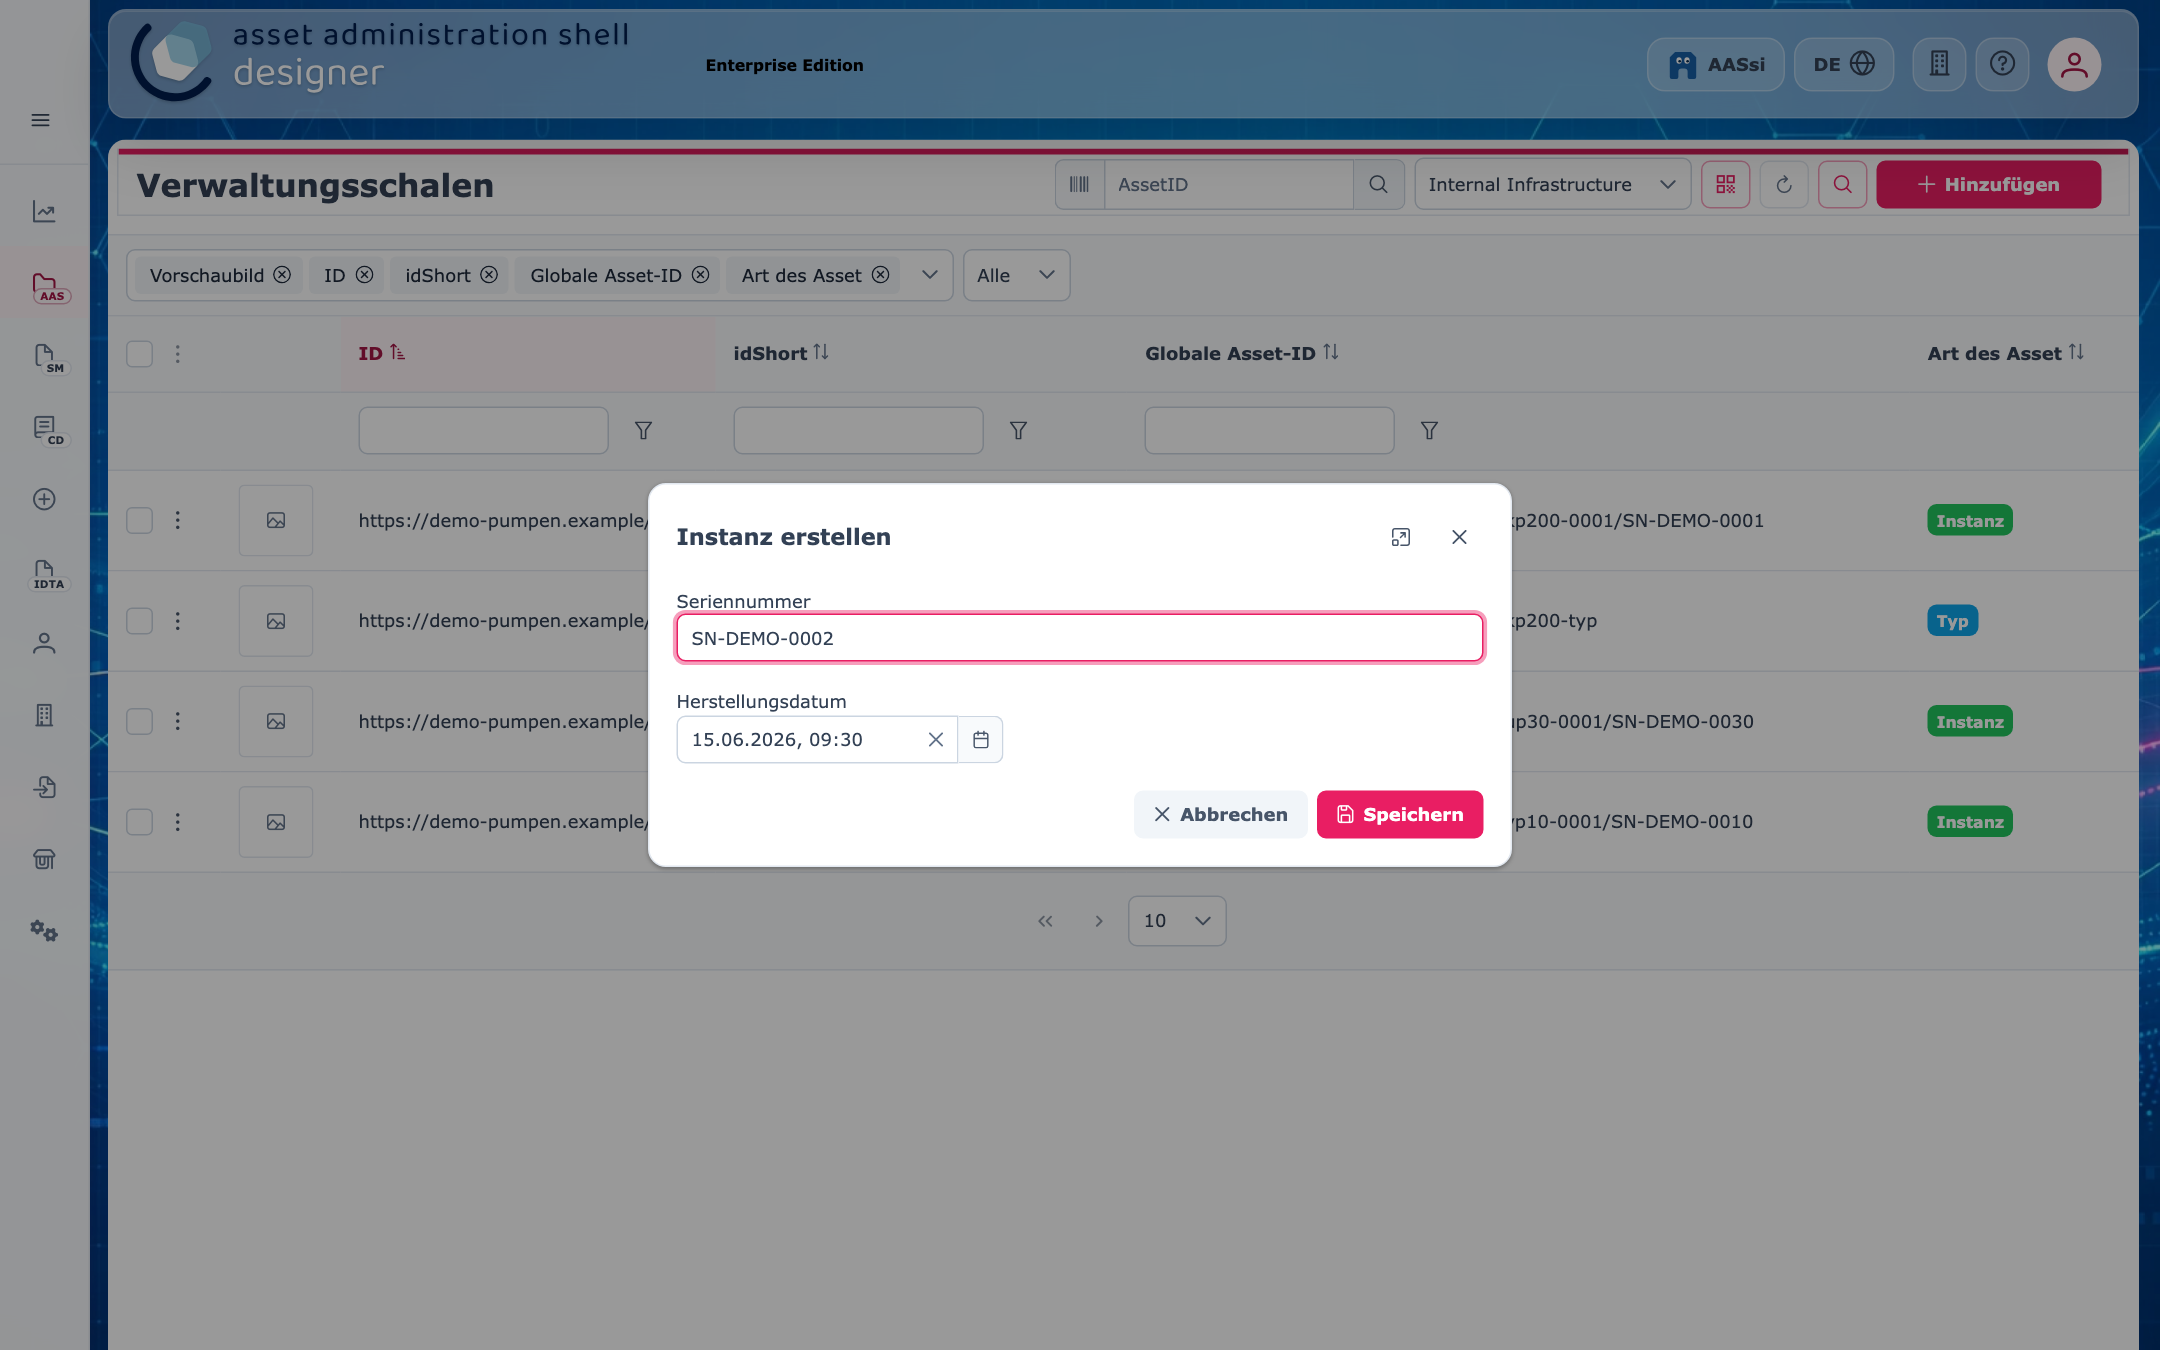 asset administration shell
designer
Enterprise Edition
AASsi
DE
Verwaltungsschalen
AssetID
Internal Infrastructure
Hinzufügen
Vorschaubild
ID
idShort
Globale Asset-ID
Art des Asset
Alle
AAS
SM
CD
IDTA
ID
idShort
Globale Asset-ID
Art des Asset
https://demo-pumpen.example/
p200-0001/SN-DEMO-0001
Instanz
https://demo-pumpen.example/
p200-typ
Typ
https://demo-pumpen.example/
p30-0001/SN-DEMO-0030
Instanz
https://demo-pumpen.example/
p10-0001/SN-DEMO-0010
Instanz
Instanz erstellen
Seriennummer
SN-DEMO-0002
Herstellungsdatum
15.06.2026, 09:30
Abbrechen
Speichern
10